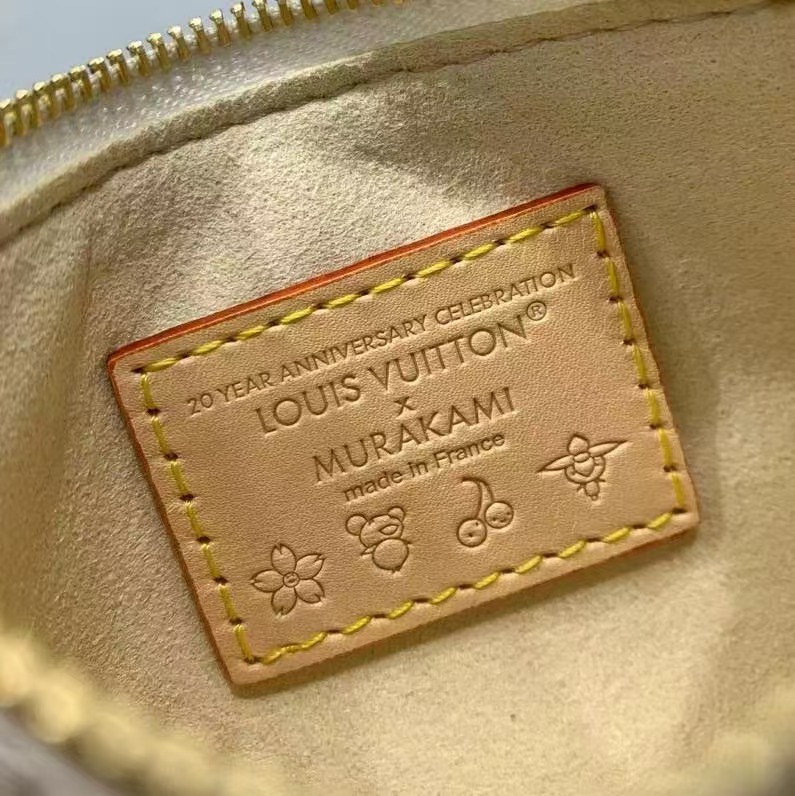 20 YEAR ANNIVERSARY CELEBRATION
LOUIS VUITTON®
x
MURAKAMI
made in France